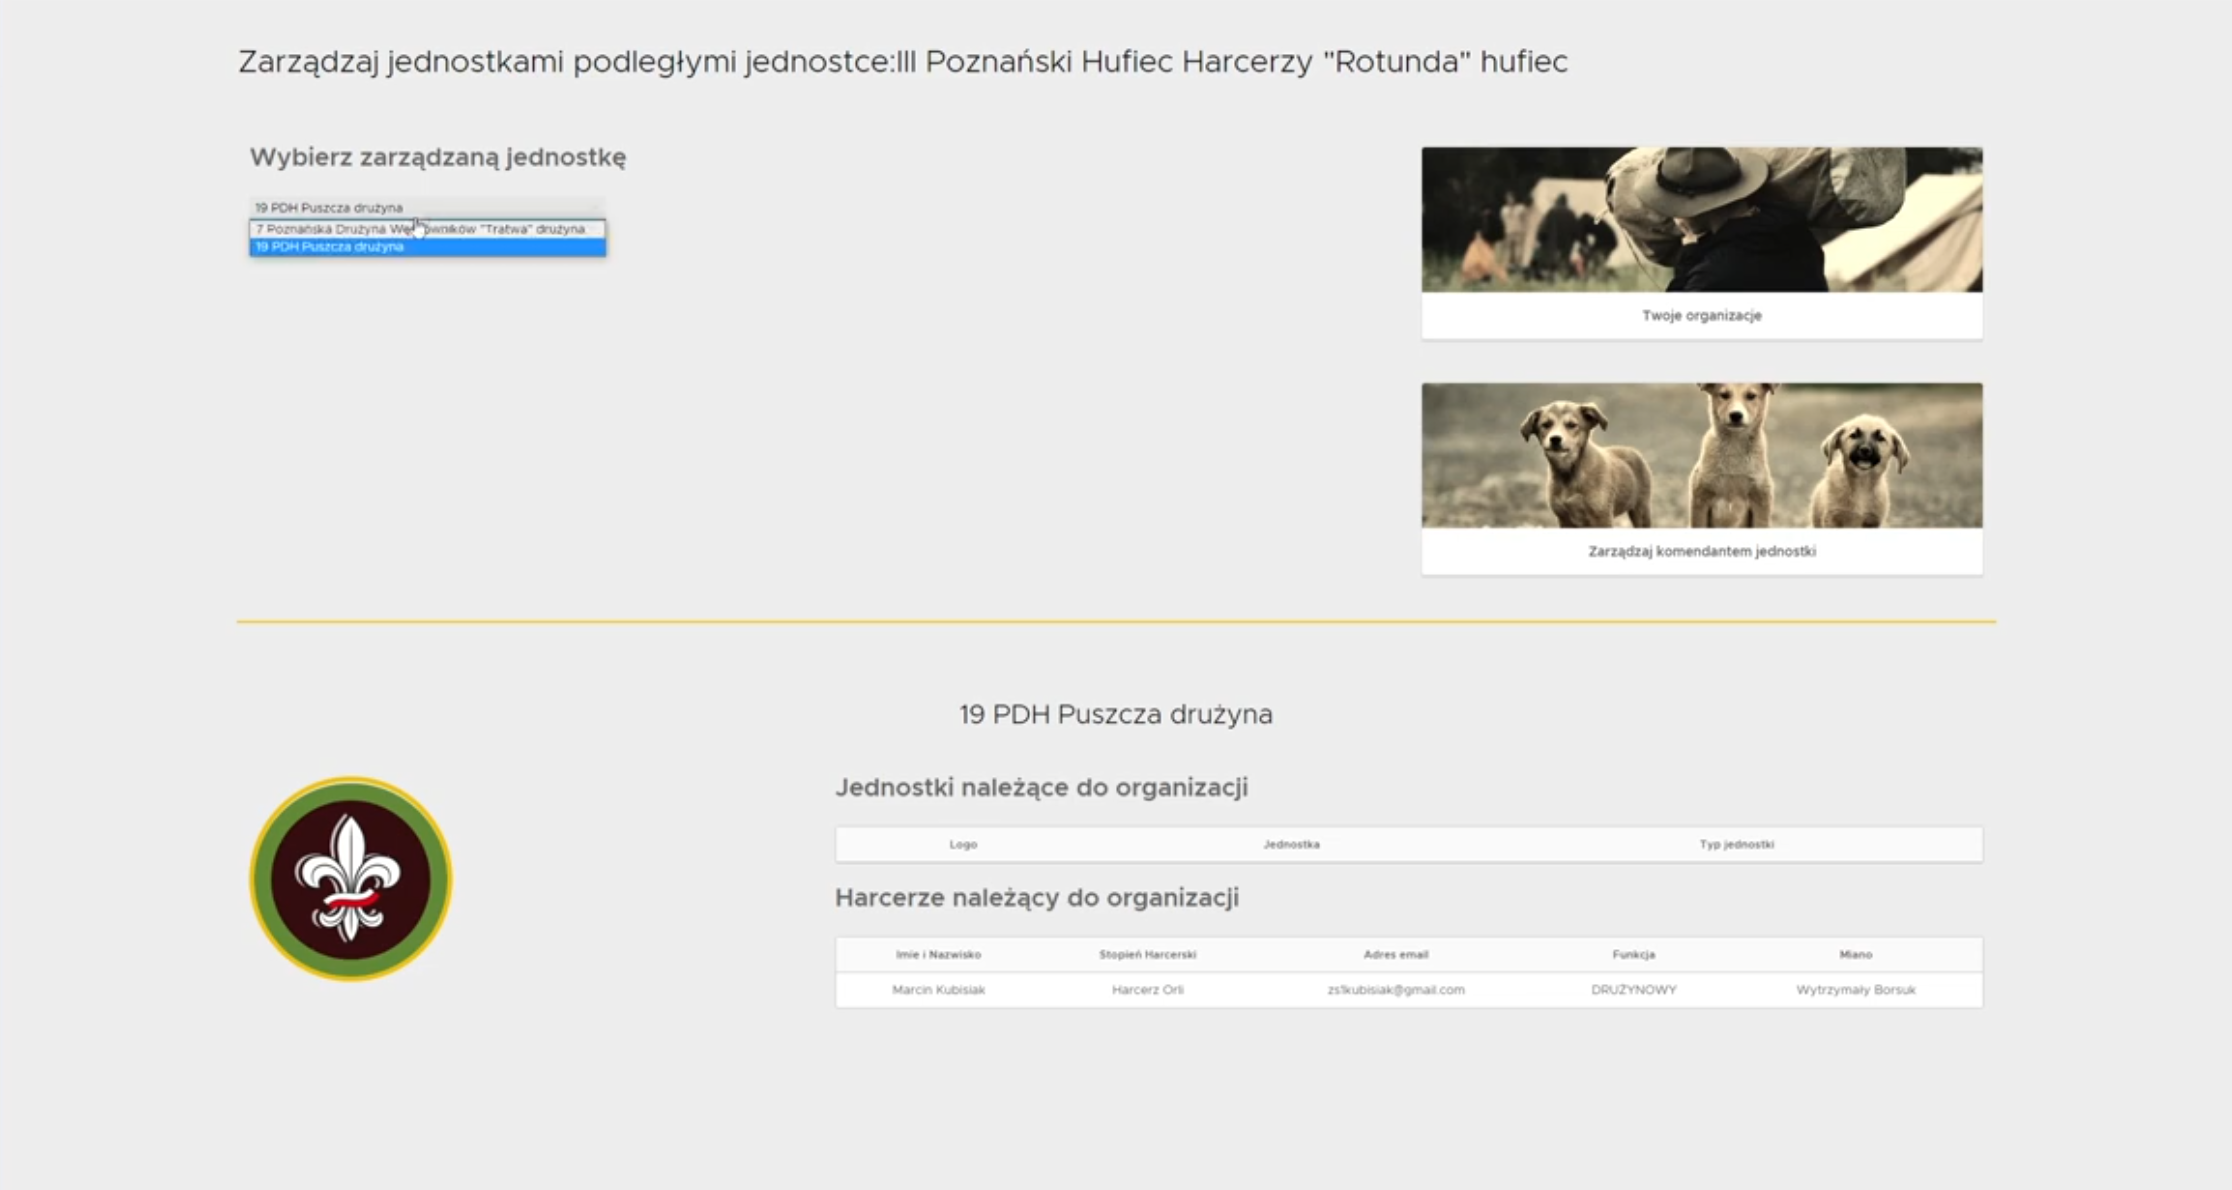 Zarządzaj jednostkami podległymi jednostce:III Poznański Hufiec Harcerzy "Rotunda" hufiec
Wybierz zarządzaną jednostkę
19 PDH Puszcza drużyna
7 Poznańska Drużyna "Tratwa" drużyna
19 PDH Puszcza drużyna
Twoje organizacje
Zarządzaj komendantem jednostki
19 PDH Puszcza drużyna
Jednostki należące do organizacji
Logo Jednostka Typ jednostki
Harcerze należący do organizacji
Imie i Nazwisko Stopień Harcerski Adres email Funkcja Miano
Marcin Kubisiak Harcerz Orli zs1kubisiak@gmail.com DRUŻYNOWY Wytrzymały Borsuk